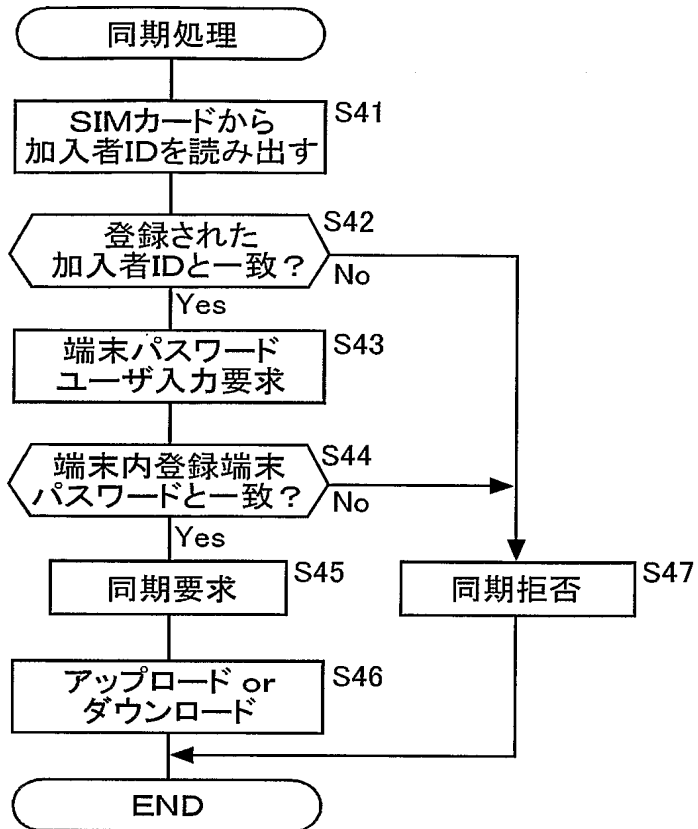 同期処理
SIMカードから
加入者IDを読み出す
S41
登録された
加入者IDと一致？
S42
No
Yes
端末パスワード
ユーザ入力要求
S43
端末内登録端末
パスワードと一致？
S44
No
Yes
同期要求
S45
同期拒否
S47
アップロード or
ダウンロード
S46
END